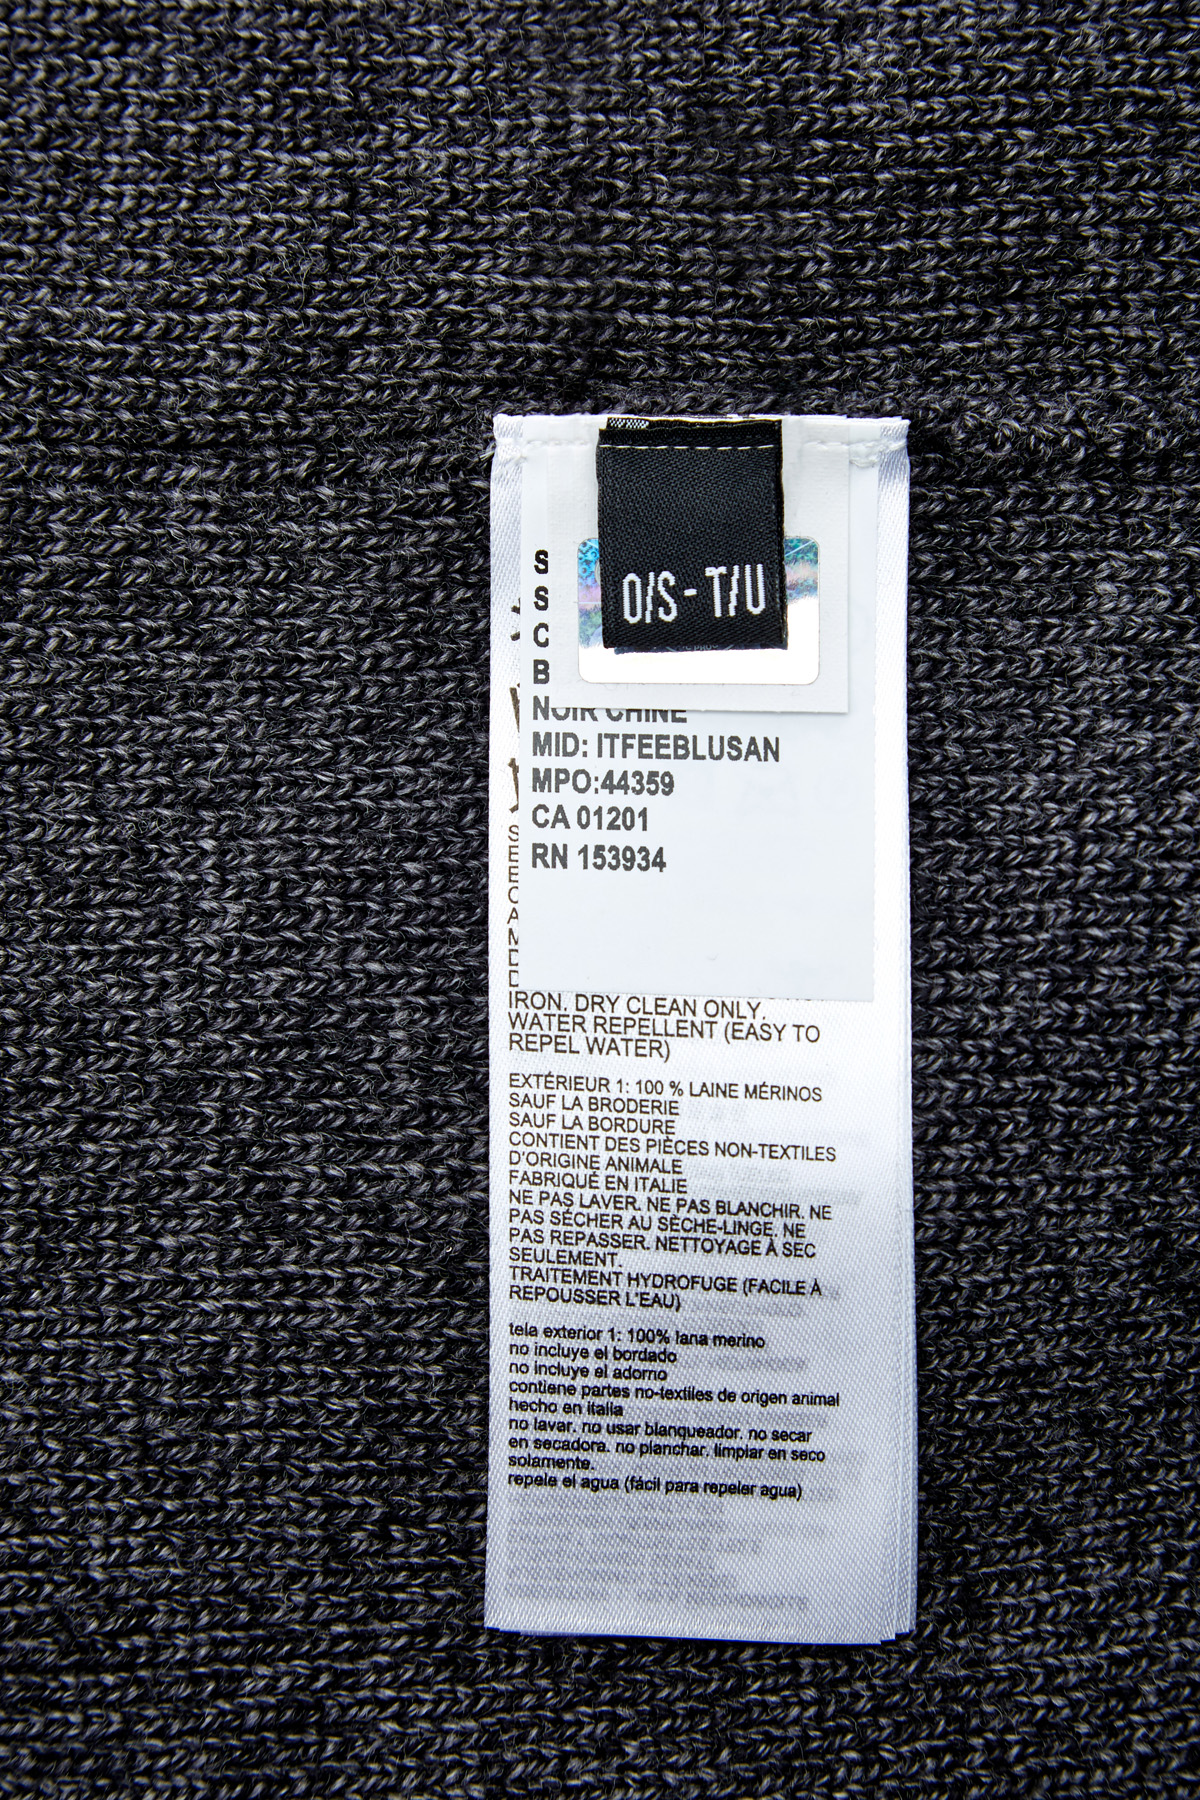 O/S - T/U
S
S
C
B
NOIR CHINE
MID: ITFEEBLUSAN
MPO:44359
CA 01201
RN 153934
S
E
E
C
A
M
D
D
IRON. DRY CLEAN ONLY.
WATER REPELLENT (EASY TO
REPEL WATER)
EXTÉRIEUR 1: 100 % LAINE MÉRINOS
SAUF LA BRODERIE
SAUF LA BORDURE
CONTIENT DES PIÈCES NON-TEXTILES
D'ORIGINE ANIMALE
FABRIQUÉ EN ITALIE
NE PAS LAVER. NE PAS BLANCHIR. NE
PAS SÉCHER AU SÈCHE-LINGE. NE
PAS REPASSER. NETTOYAGE À SEC
SEULEMENT.
TRAITEMENT HYDROFUGE (FACILE À
REPOUSSER L'EAU)
tela exterior 1: 100% lana merino
no incluye el bordado
no incluye el adorno
contiene partes no-textiles de origen animal
hecho en italia
no lavar. no usar blanqueador. no secar
en secadora. no planchar. limpiar en seco
solamente.
repele el agua (fácil para repeler agua)